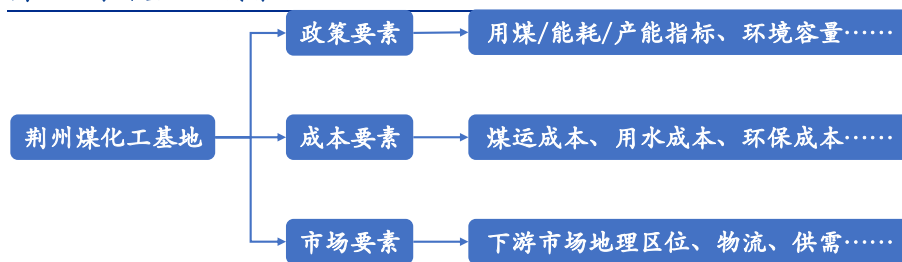 政策要素
用煤/能耗/产能指标、环境容量……
荆州煤化工基地
成本要素
煤运成本、用水成本、环保成本……
市场要素
下游市场地理区位、物流、供需……